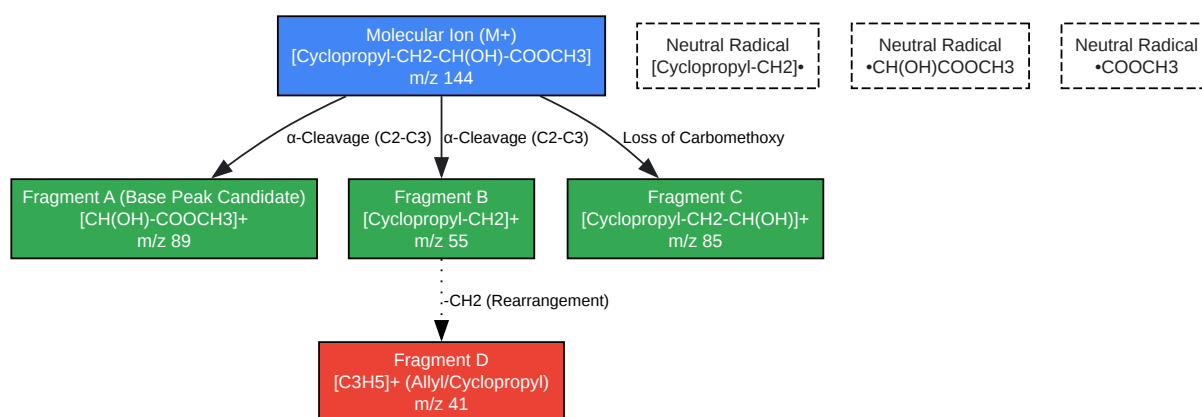 Molecular Ion (M+)
[Cyclopropyl-CH2-CH(OH)-COOCH3]
m/z 144
Neutral Radical
[Cyclopropyl-CH2]•
Neutral Radical
•CH(OH)COOCH3
Neutral Radical
•COOCH3
α-Cleavage (C2-C3)
α-Cleavage (C2-C3)
Loss of Carbomethoxy
Fragment A (Base Peak Candidate)
[CH(OH)-COOCH3]+
m/z 89
Fragment B
[Cyclopropyl-CH2]+
m/z 55
Fragment C
[Cyclopropyl-CH2-CH(OH)]+
m/z 85
-CH2 (Rearrangement)
Fragment D
[C3H5]+ (Allyl/Cyclopropyl)
m/z 41